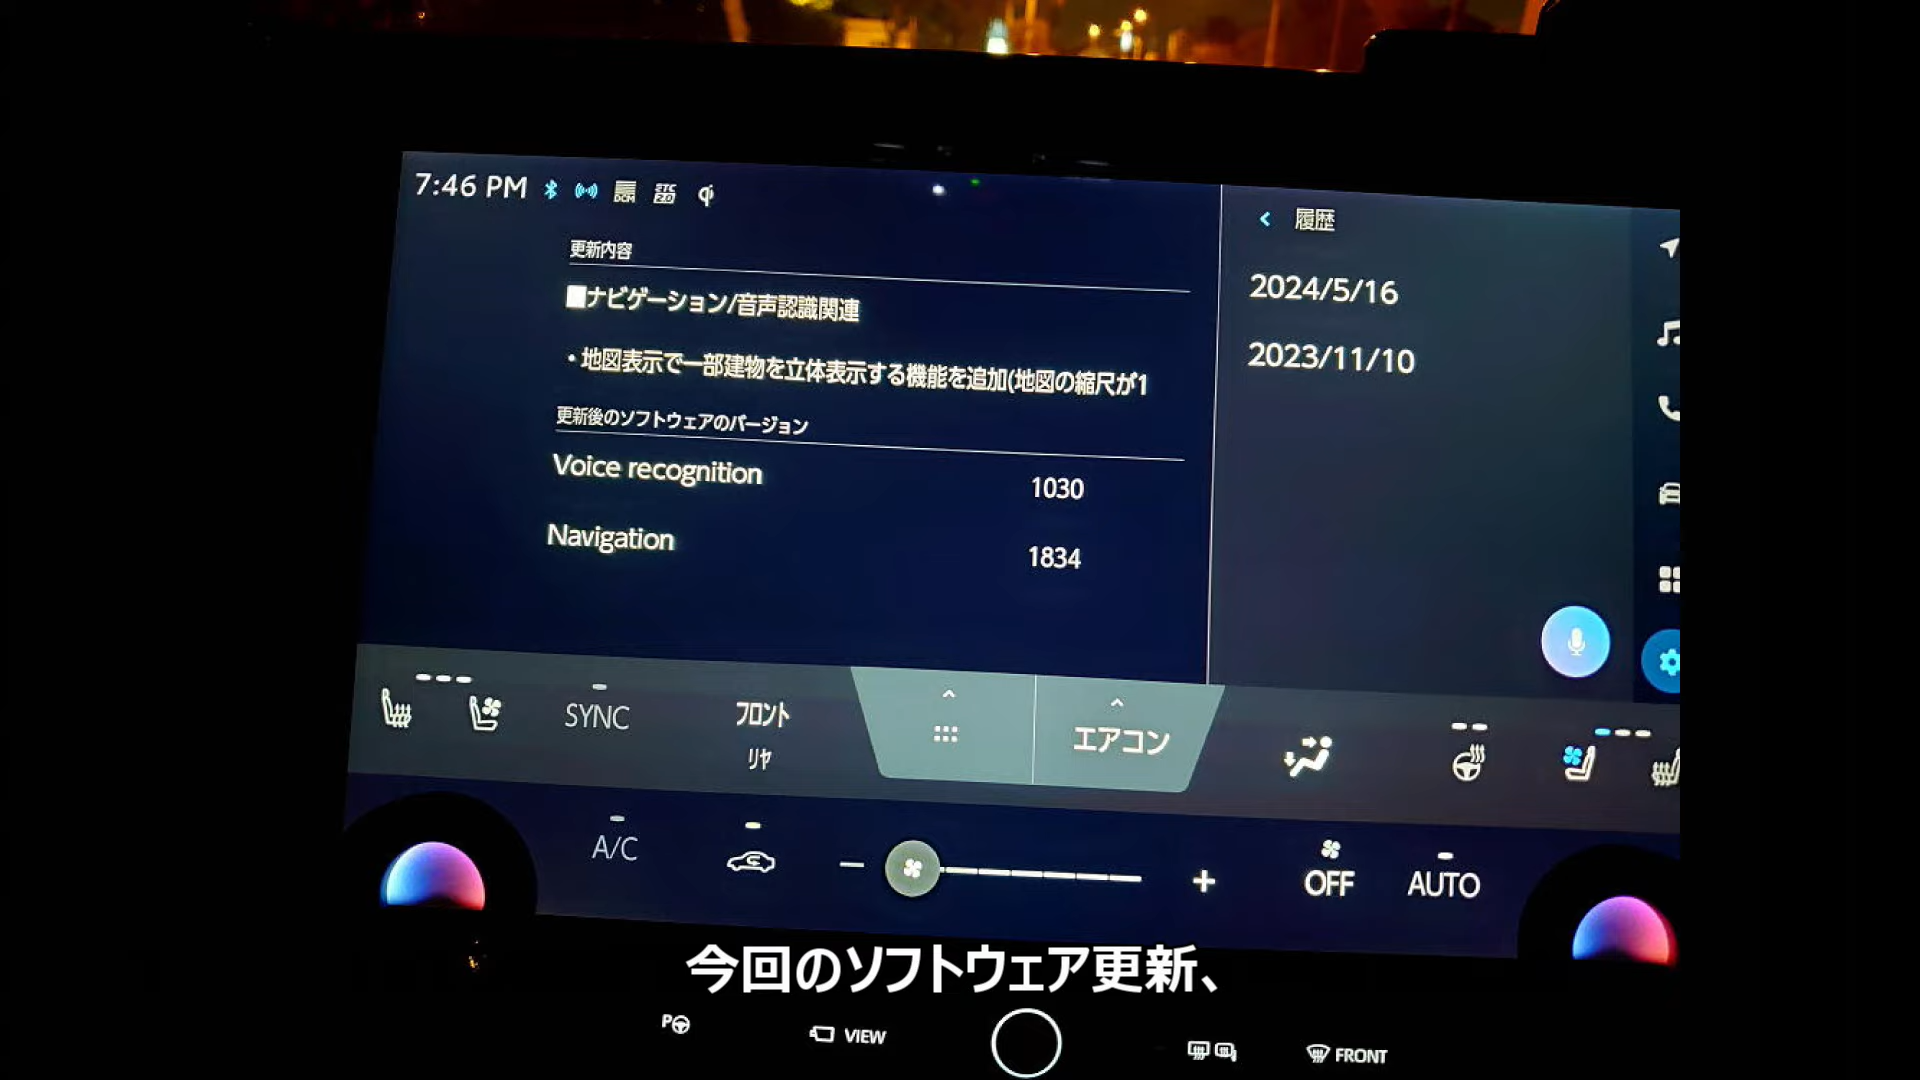 7:46 PM
DCM
ETC 2.0
更新内容
■ナビゲーション/音声認識関連
・地図表示で一部建物を立体表示する機能を追加(地図の縮尺が1
更新後のソフトウェアのバージョン
Voice recognition 1030
Navigation 1834
履歴
2024/5/16
2023/11/10
SYNC
フロント
リヤ
エアコン
A/C
OFF
AUTO
今回のソフトウェア更新、
P
VIEW
FRONT